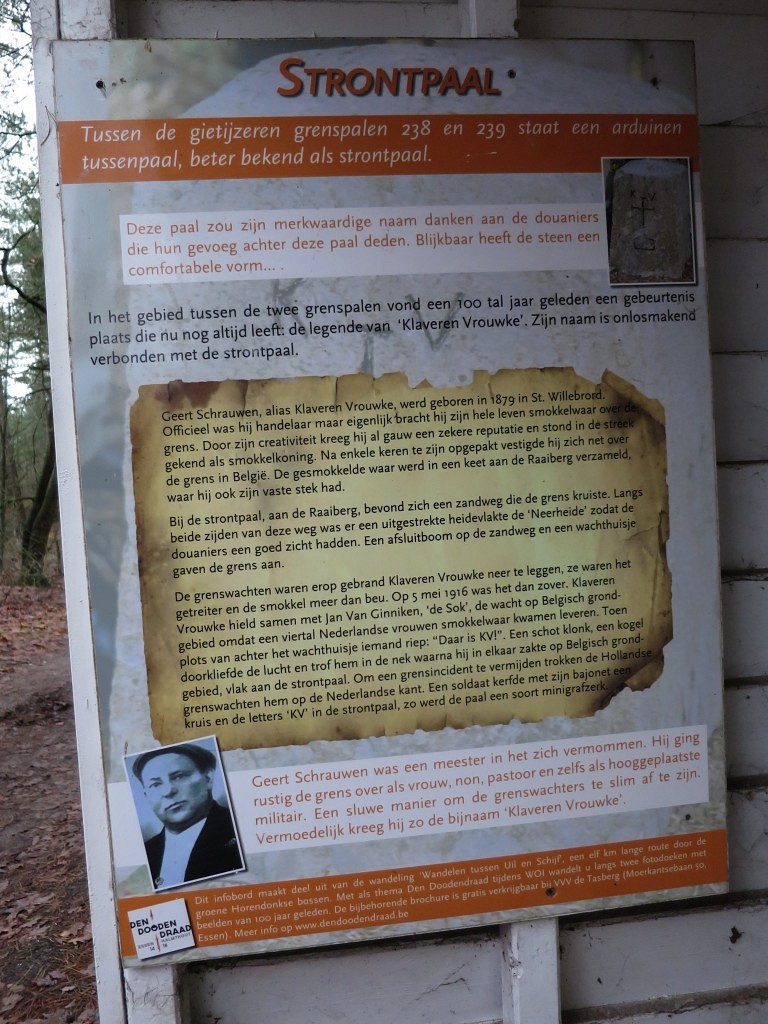 STRONTPAAL
Tussen de gietijzeren grenspalen 238 en 239 staat een arduinen
tussenpaal, beter bekend als strontpaal.
Deze paal zou zijn merkwaardige naam danken aan de douaniers
die hun gevoeg achter deze paal deden. Blijkbaar heeft de steen een
comfortabele vorm... .
K V
In het gebied tussen de twee grenspalen vond een 100 tal jaar geleden een gebeurtenis
plaats die nu nog altijd leeft: de legende van 'Klaveren Vrouwke'. Zijn naam is onlosmakend
verbonden met de strontpaal.
Geert Schrauwen, alias Klaveren Vrouwke, werd geboren in 1879 in St. Willebrord.
Officieel was hij handelaar maar eigenlijk bracht hij zijn hele leven smokkelwaar over de
grens. Door zijn creativiteit kreeg hij al gauw een zekere reputatie en stond in de streek
gekend als smokkelkoning. Na enkele keren te zijn opgepakt vestigde hij zich net over
de grens in België. De gesmokkelde waar werd in een keet aan de Raaiberg verzameld,
waar hij ook zijn vaste stek had.
Bij de strontpaal, aan de Raaiberg, bevond zich een zandweg die de grens kruiste. Langs
beide zijden van deze weg was er een uitgestrekte heidevlakte de 'Neerheide' zodat de
douaniers een goed zicht hadden. Een afsluitboom op de zandweg en een wachthuisje
gaven de grens aan.
De grenswachten waren erop gebrand Klaveren Vrouwke neer te leggen, ze waren het
getreiter en de smokkel meer dan beu. Op 5 mei 1916 was het dan zover. Klaveren
Vrouwke hield samen met Jan Van Ginniken, 'de Sok', de wacht op Belgisch grond-
gebied omdat een viertal Nederlandse vrouwen smokkelwaar kwamen leveren. Toen
plots van achter het wachthuisje iemand riep: "Daar is KV!". Een schot klonk, een kogel
doorkliefde de lucht en trof hem in de nek waarna hij in elkaar zakte op Belgisch grond-
gebied, vlak aan de strontpaal. Om een grensincident te vermijden trokken de Hollandse
grenswachten hem op de Nederlandse kant. Een soldaat kerfde met zijn bajonet een
kruis en de letters 'KV' in de strontpaal, zo werd de paal een soort minigrafzerk.
Geert Schrauwen was een meester in het zich vermommen. Hij ging
rustig de grens over als vrouw, non, pastoor en zelfs als hooggeplaatste
militair. Een sluwe manier om de grenswachters te slim af te zijn.
Vermoedelijk kreeg hij zo de bijnaam 'Klaveren Vrouwke'.
Dit infobord maakt deel uit van de wandeling 'Wandelen tussen Uil en Schijf', een elf km lange route door de
groene Horendonkse bossen. Met als thema Den Doodendraad tijdens WOI wandelt u langs twee fotodoeken met
beelden van 100 jaar geleden. De bijbehorende brochure is gratis verkrijgbaar bij VVV de Tasberg (Moerkantsebaan 50,
Essen). Meer info op www.dendoodendraad.be
DEN
DOODEN
DRAAD
ESSEN KALMTHOUT
14 18